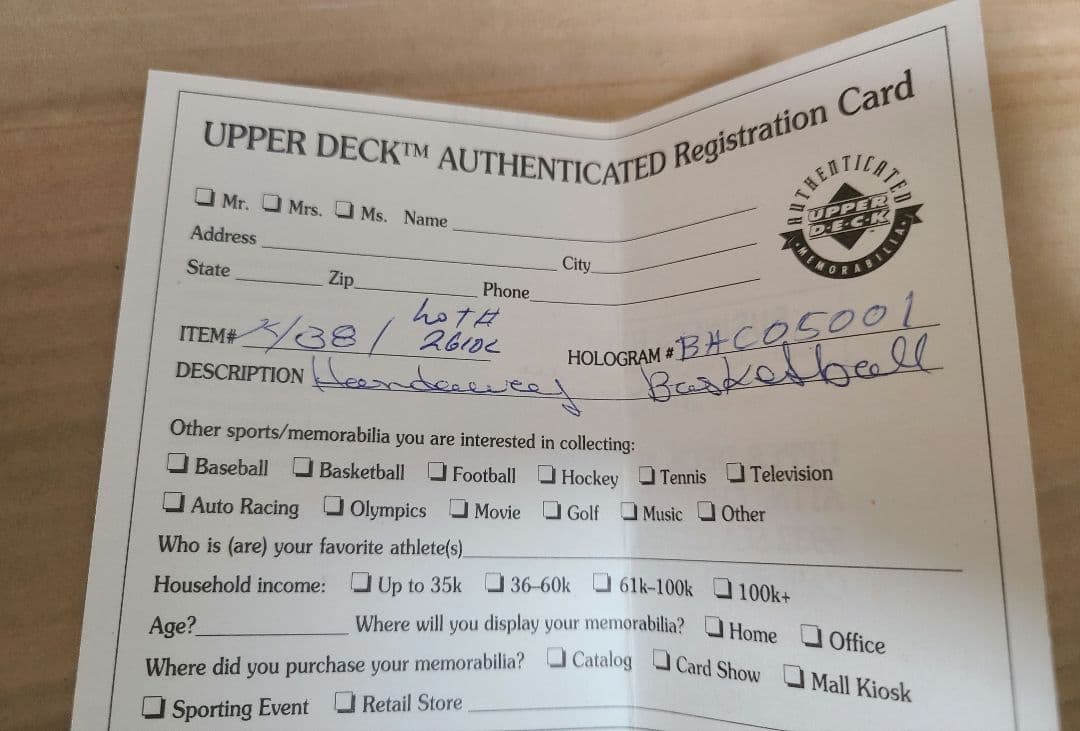 UPPER DECK™ AUTHENTICATED Registration Card
AUTHENTICATED
UPPER
D·E·C·K
MEMORABILIA
Mr. Mrs. Ms. Name
Address City
State Zip Phone
Lot#
ITEM# /38/ HOLOGRAM # BHC05001
DESCRIPTION Basketball
Other sports/memorabilia you are interested in collecting:
Baseball Basketball Football Hockey Tennis Television
Auto Racing Olympics Movie Golf Music Other
Who is (are) your favorite athlete(s)
Household income: Up to 35k 36–60k 61k–100k 100k+
Age? Where will you display your memorabilia? Home Office
Where did you purchase your memorabilia? Catalog Card Show Mall Kiosk
Sporting Event Retail Store